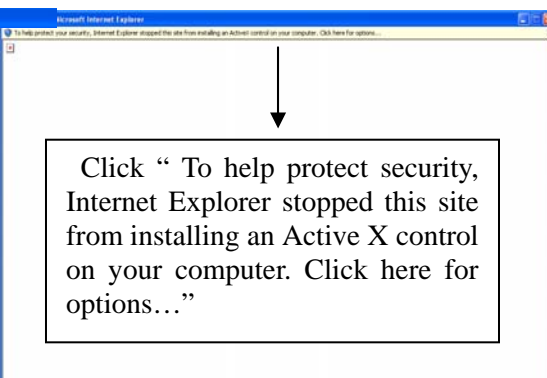 Microsoft Internet Explorer
To help protect your security, Internet Explorer stopped this site from installing an ActiveX control on your computer. Click here for options...
Click “ To help protect security,
Internet Explorer stopped this site
from installing an Active X control
on your computer. Click here for
options…”